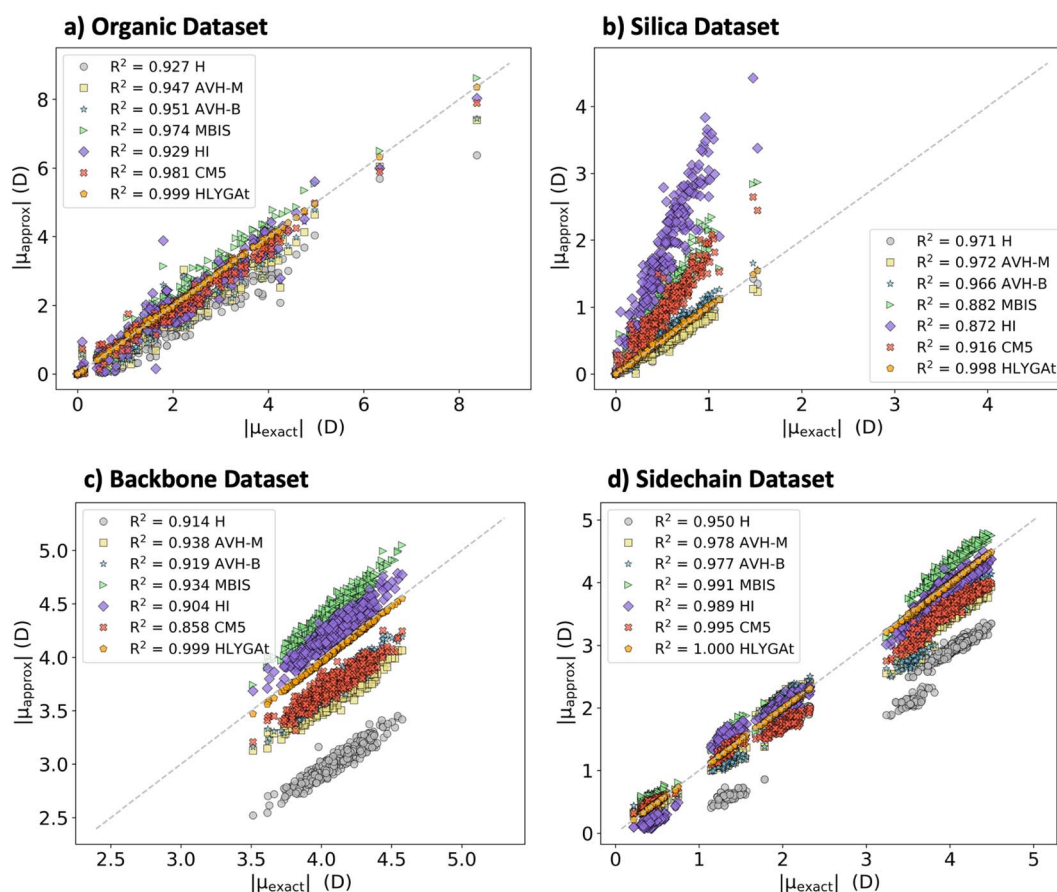 a) Organic Dataset
R² = 0.927 H
R² = 0.947 AVH-M
R² = 0.951 AVH-B
R² = 0.974 MBIS
R² = 0.929 HI
R² = 0.981 CM5
R² = 0.999 HLYGAt
8
6
4
2
0
|μapprox| (D)
0 2 4 6 8
|μexact| (D)
b) Silica Dataset
R² = 0.971 H
R² = 0.972 AVH-M
R² = 0.966 AVH-B
R² = 0.882 MBIS
R² = 0.872 HI
R² = 0.916 CM5
R² = 0.998 HLYGAt
4
3
2
1
0
|μapprox| (D)
0 1 2 3 4
|μexact| (D)
c) Backbone Dataset
R² = 0.914 H
R² = 0.938 AVH-M
R² = 0.919 AVH-B
R² = 0.934 MBIS
R² = 0.904 HI
R² = 0.858 CM5
R² = 0.999 HLYGAt
5.0
4.5
4.0
3.5
3.0
2.5
|μapprox| (D)
2.5 3.0 3.5 4.0 4.5 5.0
|μexact| (D)
d) Sidechain Dataset
R² = 0.950 H
R² = 0.978 AVH-M
R² = 0.977 AVH-B
R² = 0.991 MBIS
R² = 0.989 HI
R² = 0.995 CM5
R² = 1.000 HLYGAt
5
4
3
2
1
0
|μapprox| (D)
0 1 2 3 4 5
|μexact| (D)